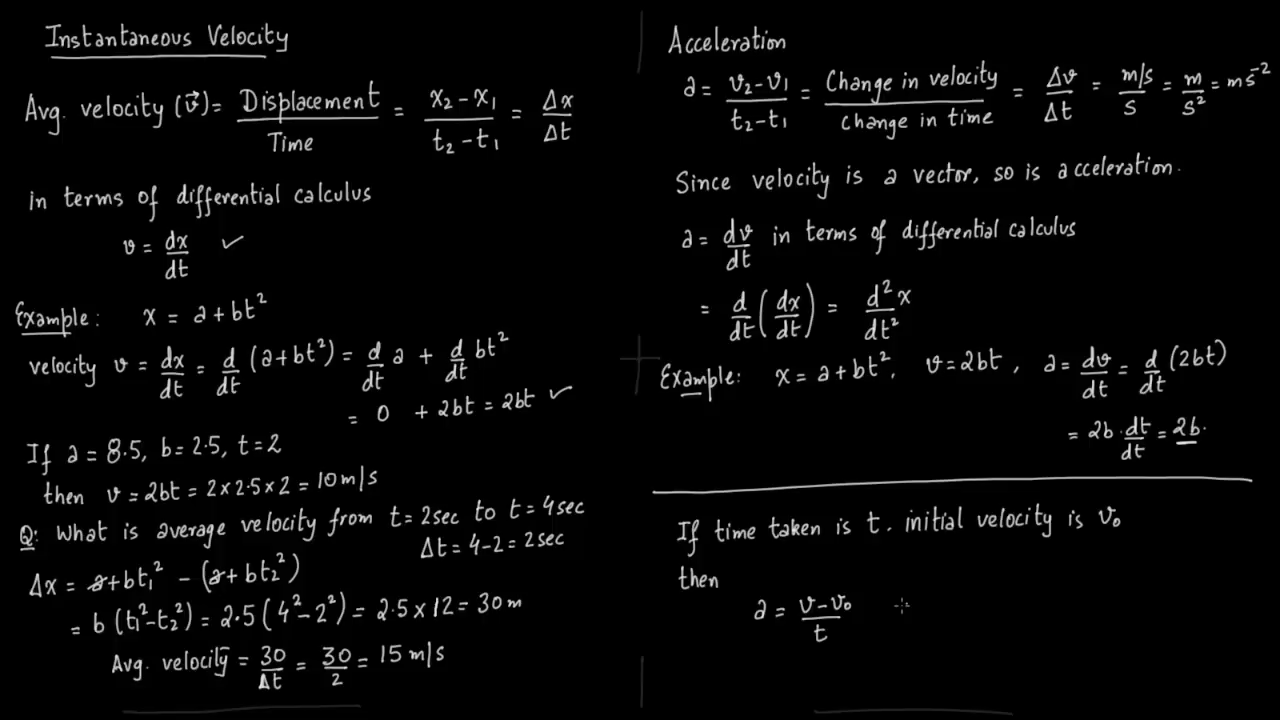 Instantaneous Velocity
Avg. velocity (v⃗) = Displacement/Time = (x₂ - x₁)/(t₂ - t₁) = Δx/Δt
in terms of differential calculus
v = dx/dt ✓
Example: x = a + bt²
velocity v = dx/dt = d/dt (a + bt²) = d/dt a + d/dt bt²
= 0 + 2bt = 2bt ✓
If a = 8.5, b = 2.5, t = 2
then v = 2bt = 2 × 2.5 × 2 = 10 m/s
Q: What is average velocity from t = 2sec to t = 4sec
Δt = 4 - 2 = 2sec
Δx = a + bt₁² - (a + bt₂²)
= b (t₁² - t₂²) = 2.5 (4² - 2²) = 2.5 × 12 = 30 m
Avg. velocity = 30/Δt = 30/2 = 15 m/s
Acceleration
a = (v₂ - v₁)/(t₂ - t₁) = Change in velocity/change in time = Δv/Δt = m/s/s = m/s² = ms⁻²
Since velocity is a vector, so is acceleration.
a = dv/dt in terms of differential calculus
= d/dt (dx/dt) = d²x/dt²
Example: x = a + bt², v = 2bt, a = dv/dt = d/dt (2bt)
= 2b · dt/dt = 2b.
If time taken is t. initial velocity is v₀
then
a = (v - v₀)/t